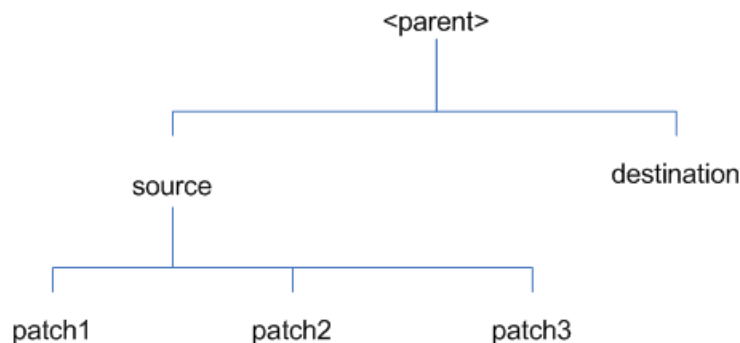 <parent>
source
destination
patch1
patch2
patch3